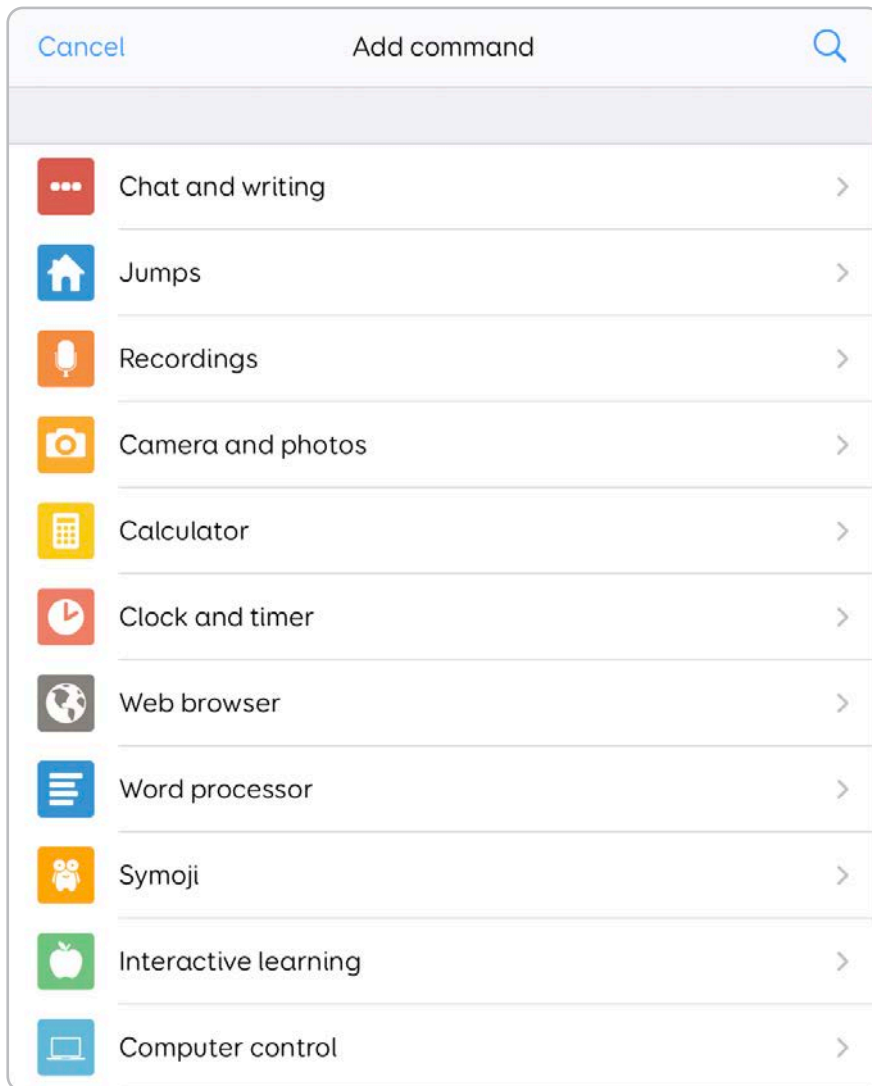 Cancel Add command
Chat and writing
Jumps
Recordings
Camera and photos
Calculator
Clock and timer
Web browser
Word processor
Symoji
Interactive learning
Computer control